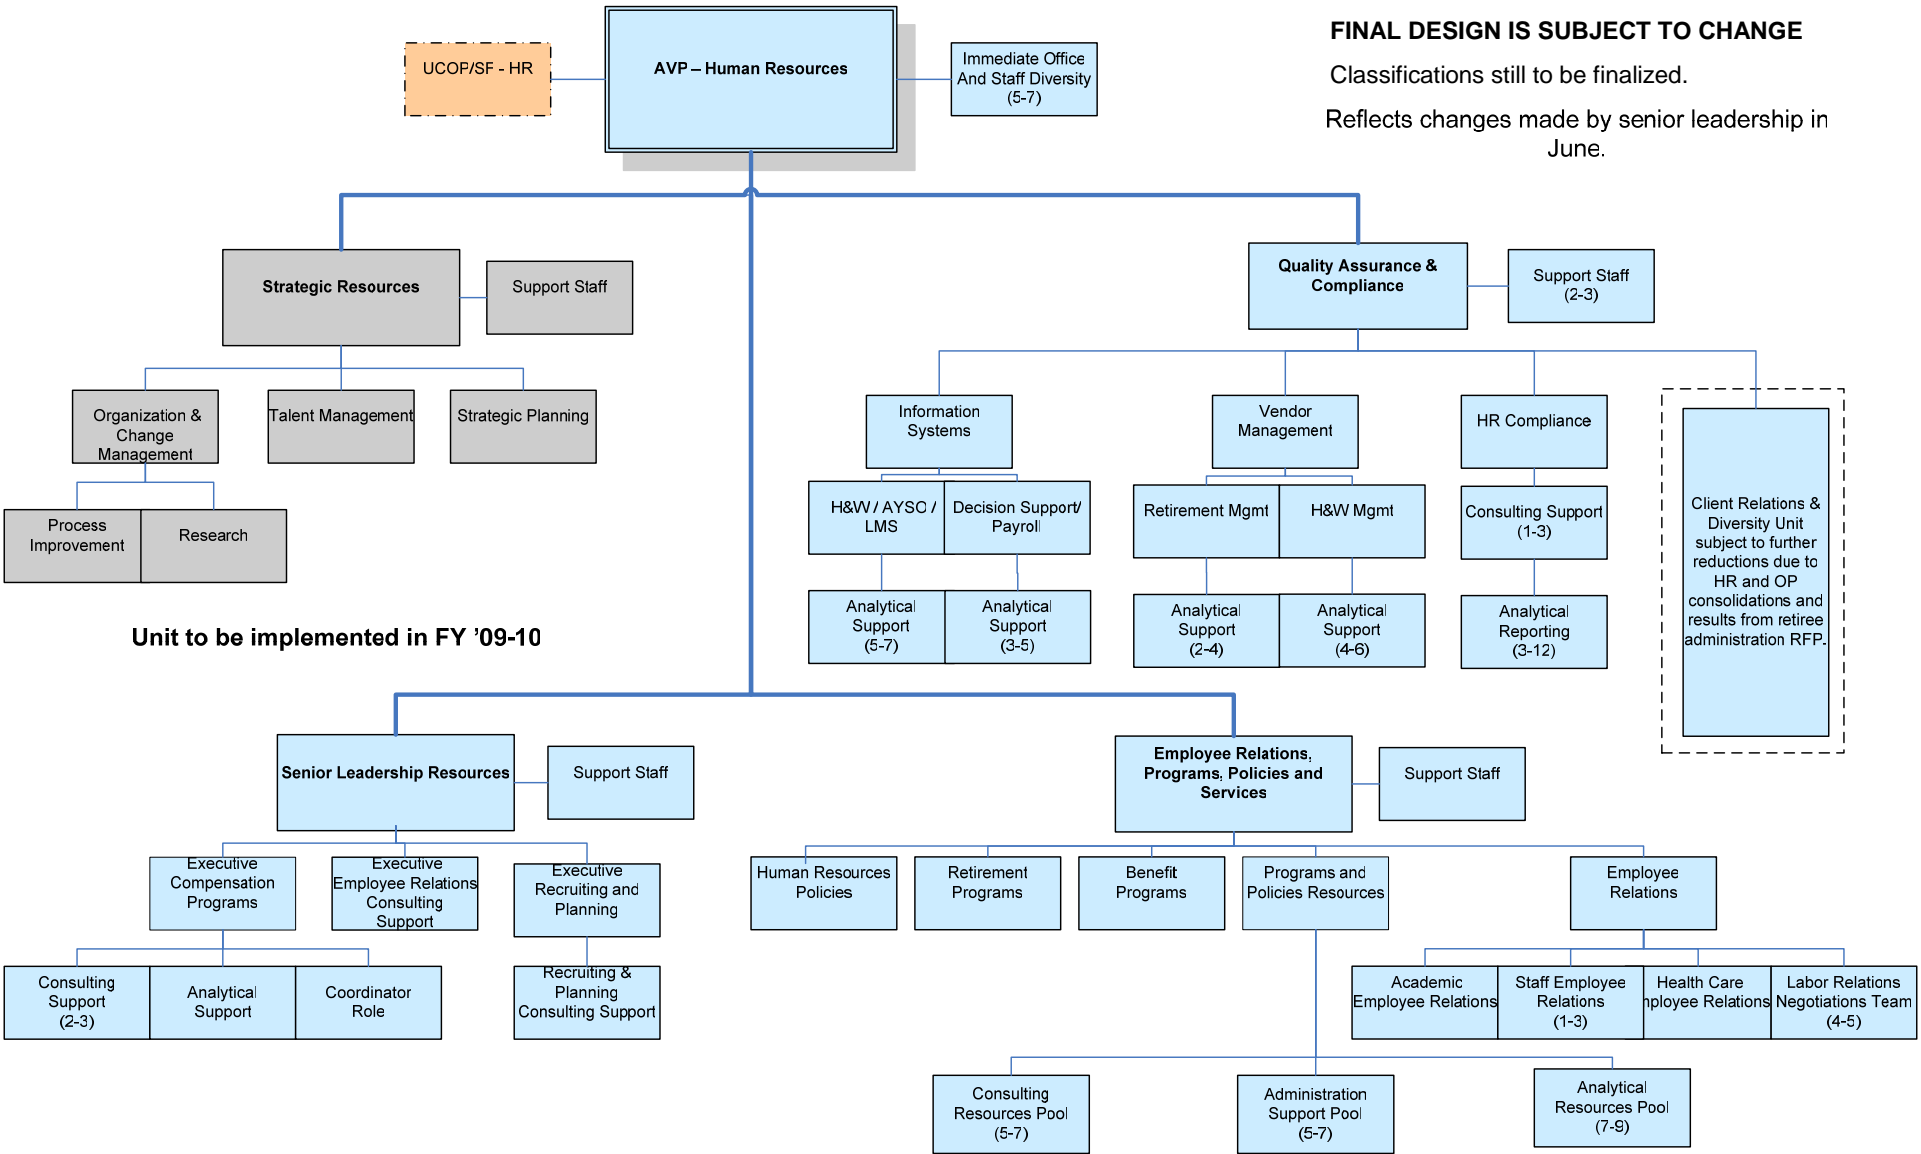 FINAL DESIGN IS SUBJECT TO CHANGE
Classifications still to be finalized.
Reflects changes made by senior leadership in
June.
UCOP/SF - HR
AVP – Human Resources
Immediate Office
And Staff Diversity
(5-7)
Strategic Resources
Support Staff
Quality Assurance &
Compliance
Support Staff
(2-3)
Organization &
Change
Management
Talent Management
Strategic Planning
Process
Improvement
Research
Unit to be implemented in FY '09-10
Information
Systems
Vendor
Management
HR Compliance
H&W / AYSO /
LMS
Decision Support/
Payroll
Retirement Mgmt
H&W Mgmt
Consulting Support
(1-3)
Analytical
Support
(5-7)
Analytical
Support
(3-5)
Analytical
Support
(2-4)
Analytical
Support
(4-6)
Analytical
Reporting
(3-12)
Client Relations &
Diversity Unit
subject to further
reductions due to
HR and OP
consolidations and
results from retiree
administration RFP.
Senior Leadership Resources
Support Staff
Employee Relations,
Programs, Policies and
Services
Support Staff
Executive
Compensation
Programs
Executive
Employee Relations
Consulting
Support
Executive
Recruiting and
Planning
Consulting
Support
(2-3)
Analytical
Support
Coordinator
Role
Recruiting &
Planning
Consulting Support
Human Resources
Policies
Retirement
Programs
Benefit
Programs
Programs and
Policies Resources
Employee
Relations
Academic
Employee Relations
Staff Employee
Relations
(1-3)
Health Care
nployee Relations
Labor Relations
Negotiations Team
(4-5)
Consulting
Resources Pool
(5-7)
Administration
Support Pool
(5-7)
Analytical
Resources Pool
(7-9)